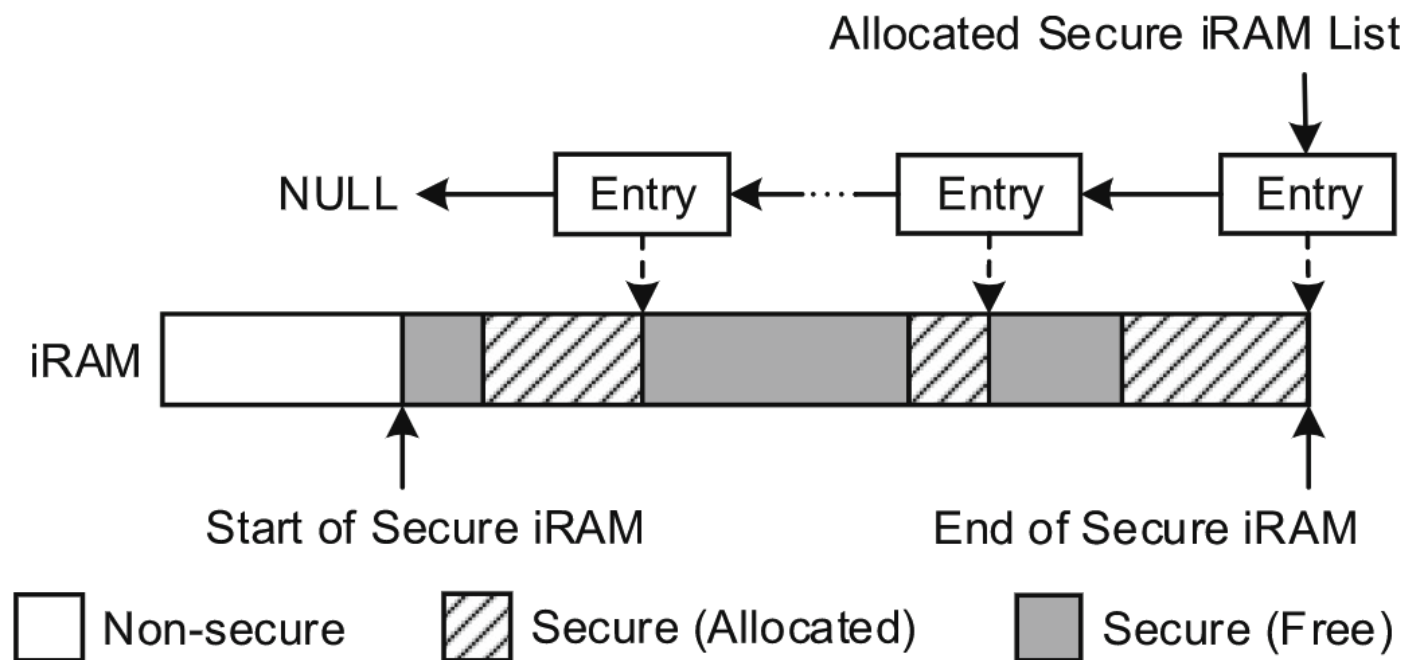 Allocated Secure iRAM List
NULL Entry ... Entry Entry
iRAM
Start of Secure iRAM End of Secure iRAM
Non-secure Secure (Allocated) Secure (Free)